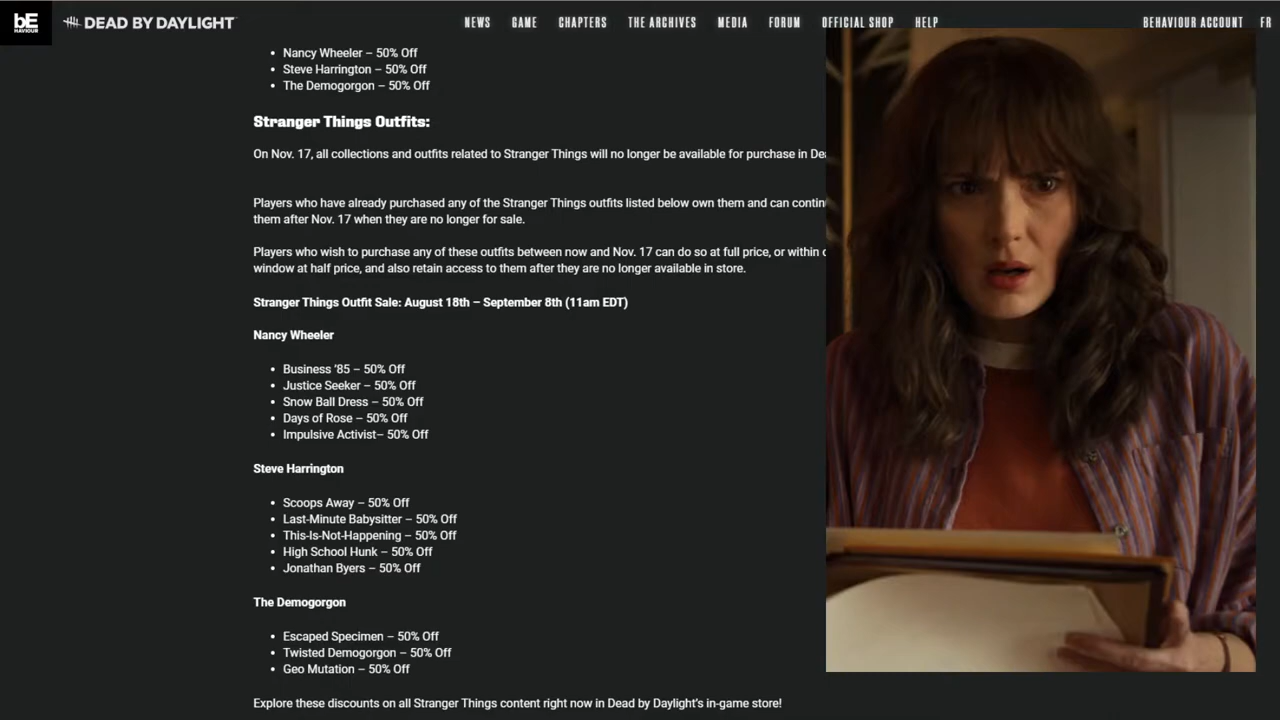 bE
HAVIOUR
DEAD BY DAYLIGHT
NEWS GAME CHAPTERS THE ARCHIVES MEDIA FORUM OFFICIAL SHOP HELP BEHAVIOUR ACCOUNT FR
• Nancy Wheeler – 50% Off
• Steve Harrington – 50% Off
• The Demogorgon – 50% Off
Stranger Things Outfits:
On Nov. 17, all collections and outfits related to Stranger Things will no longer be available for purchase in
Players who have already purchased any of the Stranger Things outfits listed below own them and can
them after Nov. 17 when they are no longer for sale.
Players who wish to purchase any of these outfits between now and Nov. 17 can do so at full price, or within
window at half price, and also retain access to them after they are no longer available in store.
Stranger Things Outfit Sale: August 18th – September 8th (11am EDT)
Nancy Wheeler
• Business '85 – 50% Off
• Justice Seeker – 50% Off
• Snow Ball Dress – 50% Off
• Days of Rose – 50% Off
• Impulsive Activist– 50% Off
Steve Harrington
• Scoops Away – 50% Off
• Last-Minute Babysitter – 50% Off
• This-Is-Not-Happening – 50% Off
• High School Hunk – 50% Off
• Jonathan Byers – 50% Off
The Demogorgon
• Escaped Specimen – 50% Off
• Twisted Demogorgon – 50% Off
• Geo Mutation – 50% Off
Explore these discounts on all Stranger Things content right now in Dead by Daylight's in-game store!